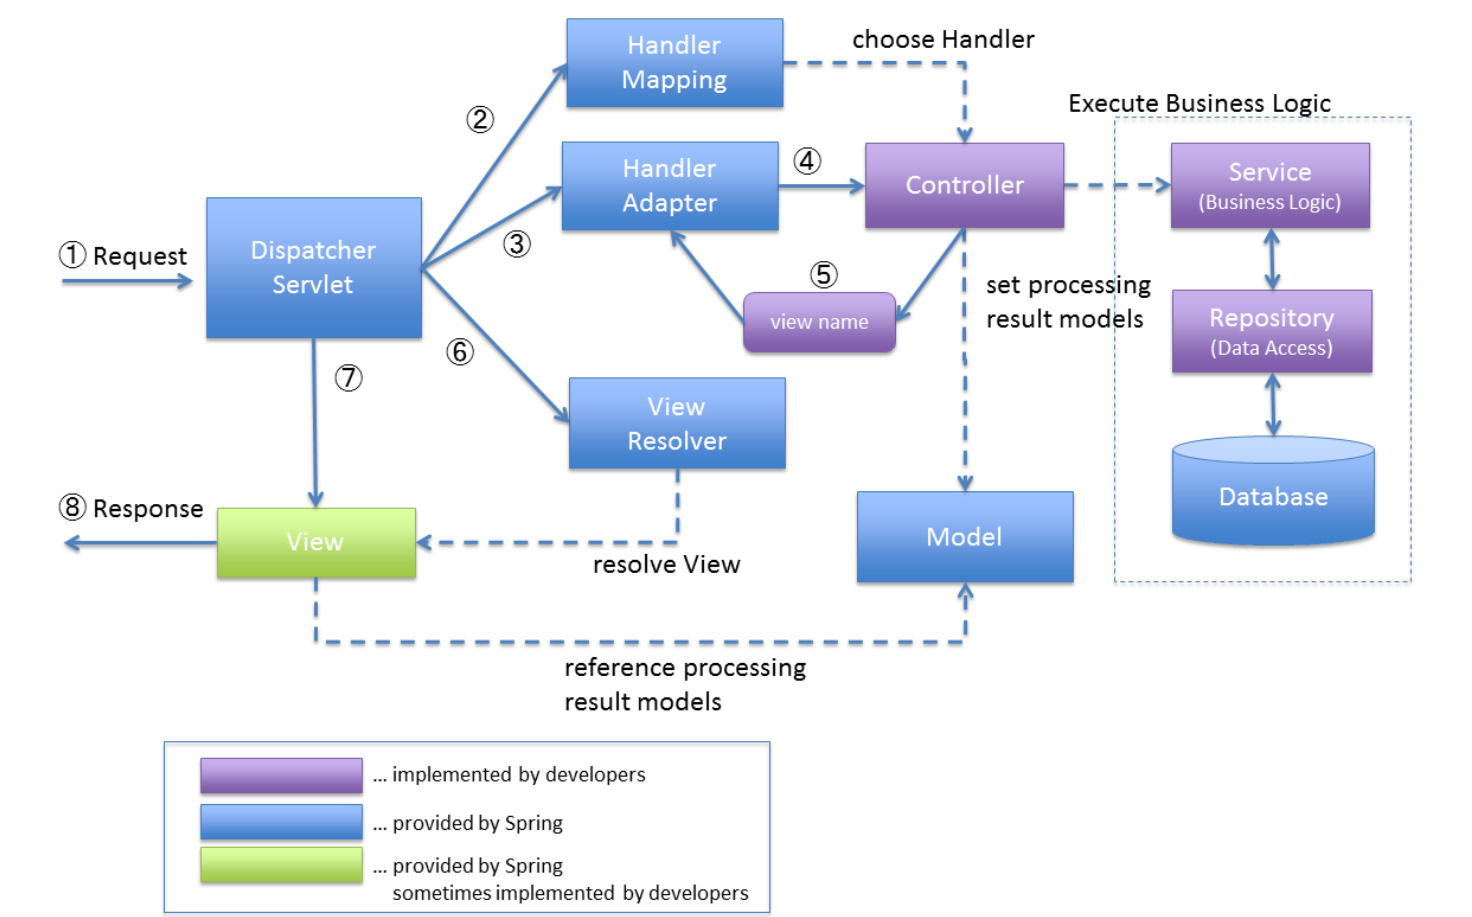 Handler
Mapping
choose Handler
Execute Business Logic
②
Handler
Adapter
④
Controller
Service
(Business Logic)
① Request
Dispatcher
Servlet
③
⑤
view name
set processing
result models
Repository
(Data Access)
⑥
⑦
View
Resolver
Database
⑧ Response
View
Model
resolve View
reference processing
result models
... implemented by developers
... provided by Spring
... provided by Spring
sometimes implemented by developers